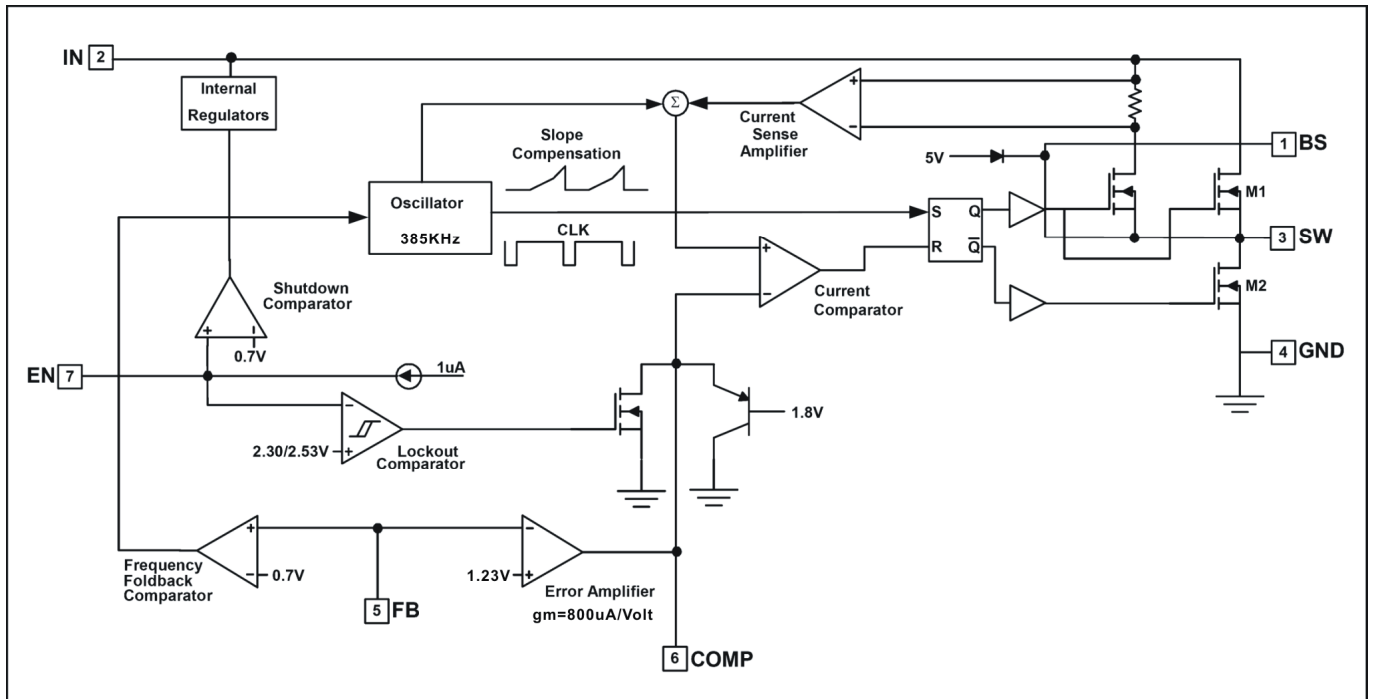 IN 2
Internal
Regulators
Σ
+
−
Current
Sense
Amplifier
Slope
Compensation
5V
1 BS
Oscillator
385KHz
CLK
S Q
R Q̅
M1
3 SW
M2
4 GND
+
−
Current
Comparator
Shutdown
Comparator
+ −
0.7V
EN 7
1uA
−
2.30/2.53V +
Lockout
Comparator
1.8V
+
− 0.7V
Frequency
Foldback
Comparator
−
1.23V +
Error Amplifier
gm=800uA/Volt
5 FB
6 COMP